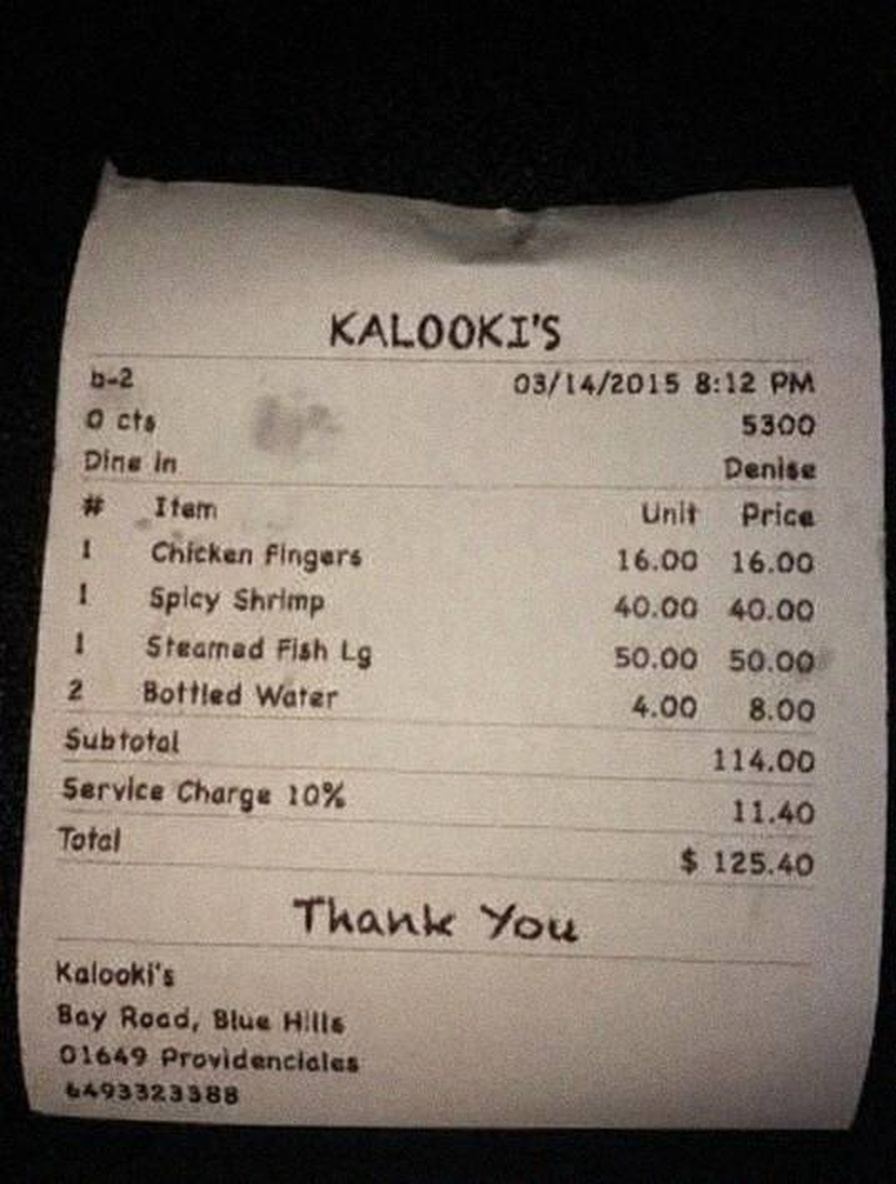 KALOOKI'S
b-2 03/14/2015 8:12 PM
0 cts 5300
Dine in Denise
# Item Unit Price
1 Chicken Fingers 16.00 16.00
1 Spicy Shrimp 40.00 40.00
1 Steamed Fish Lg 50.00 50.00
2 Bottled Water 4.00 8.00
Subtotal 114.00
Service Charge 10% 11.40
Total $ 125.40
Thank You
Kalooki's
Bay Road, Blue Hills
01649 Providenciales
6493323388